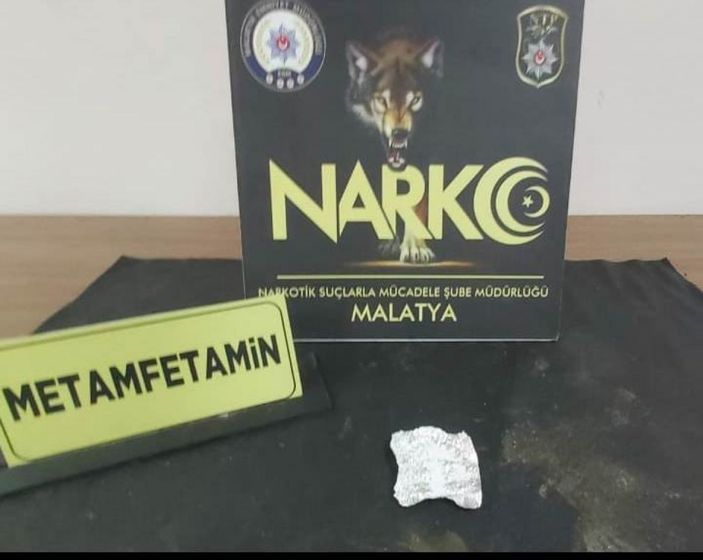 NARKO
NARKOTİK SUÇLARLA MÜCADELE ŞUBE MÜDÜRLÜĞÜ
MALATYA
METAMFETAMİN